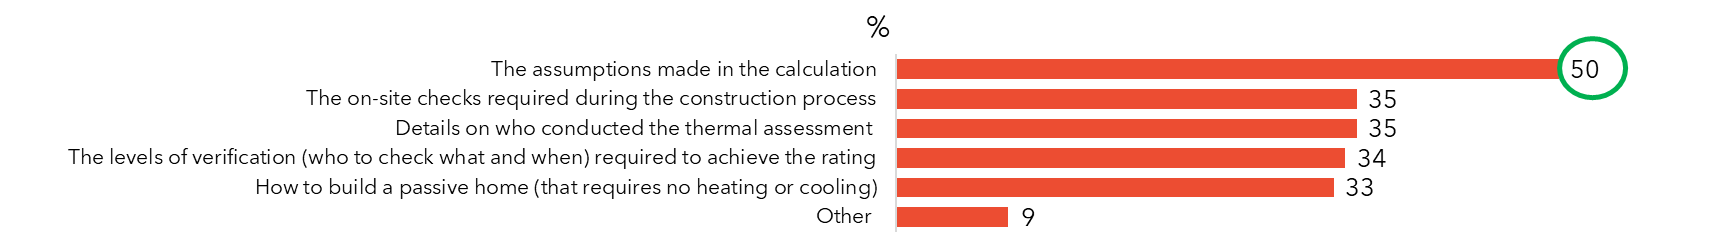 %
The assumptions made in the calculation 50
The on-site checks required during the construction process 35
Details on who conducted the thermal assessment 35
The levels of verification (who to check what and when) required to achieve the rating 34
How to build a passive home (that requires no heating or cooling) 33
Other 9